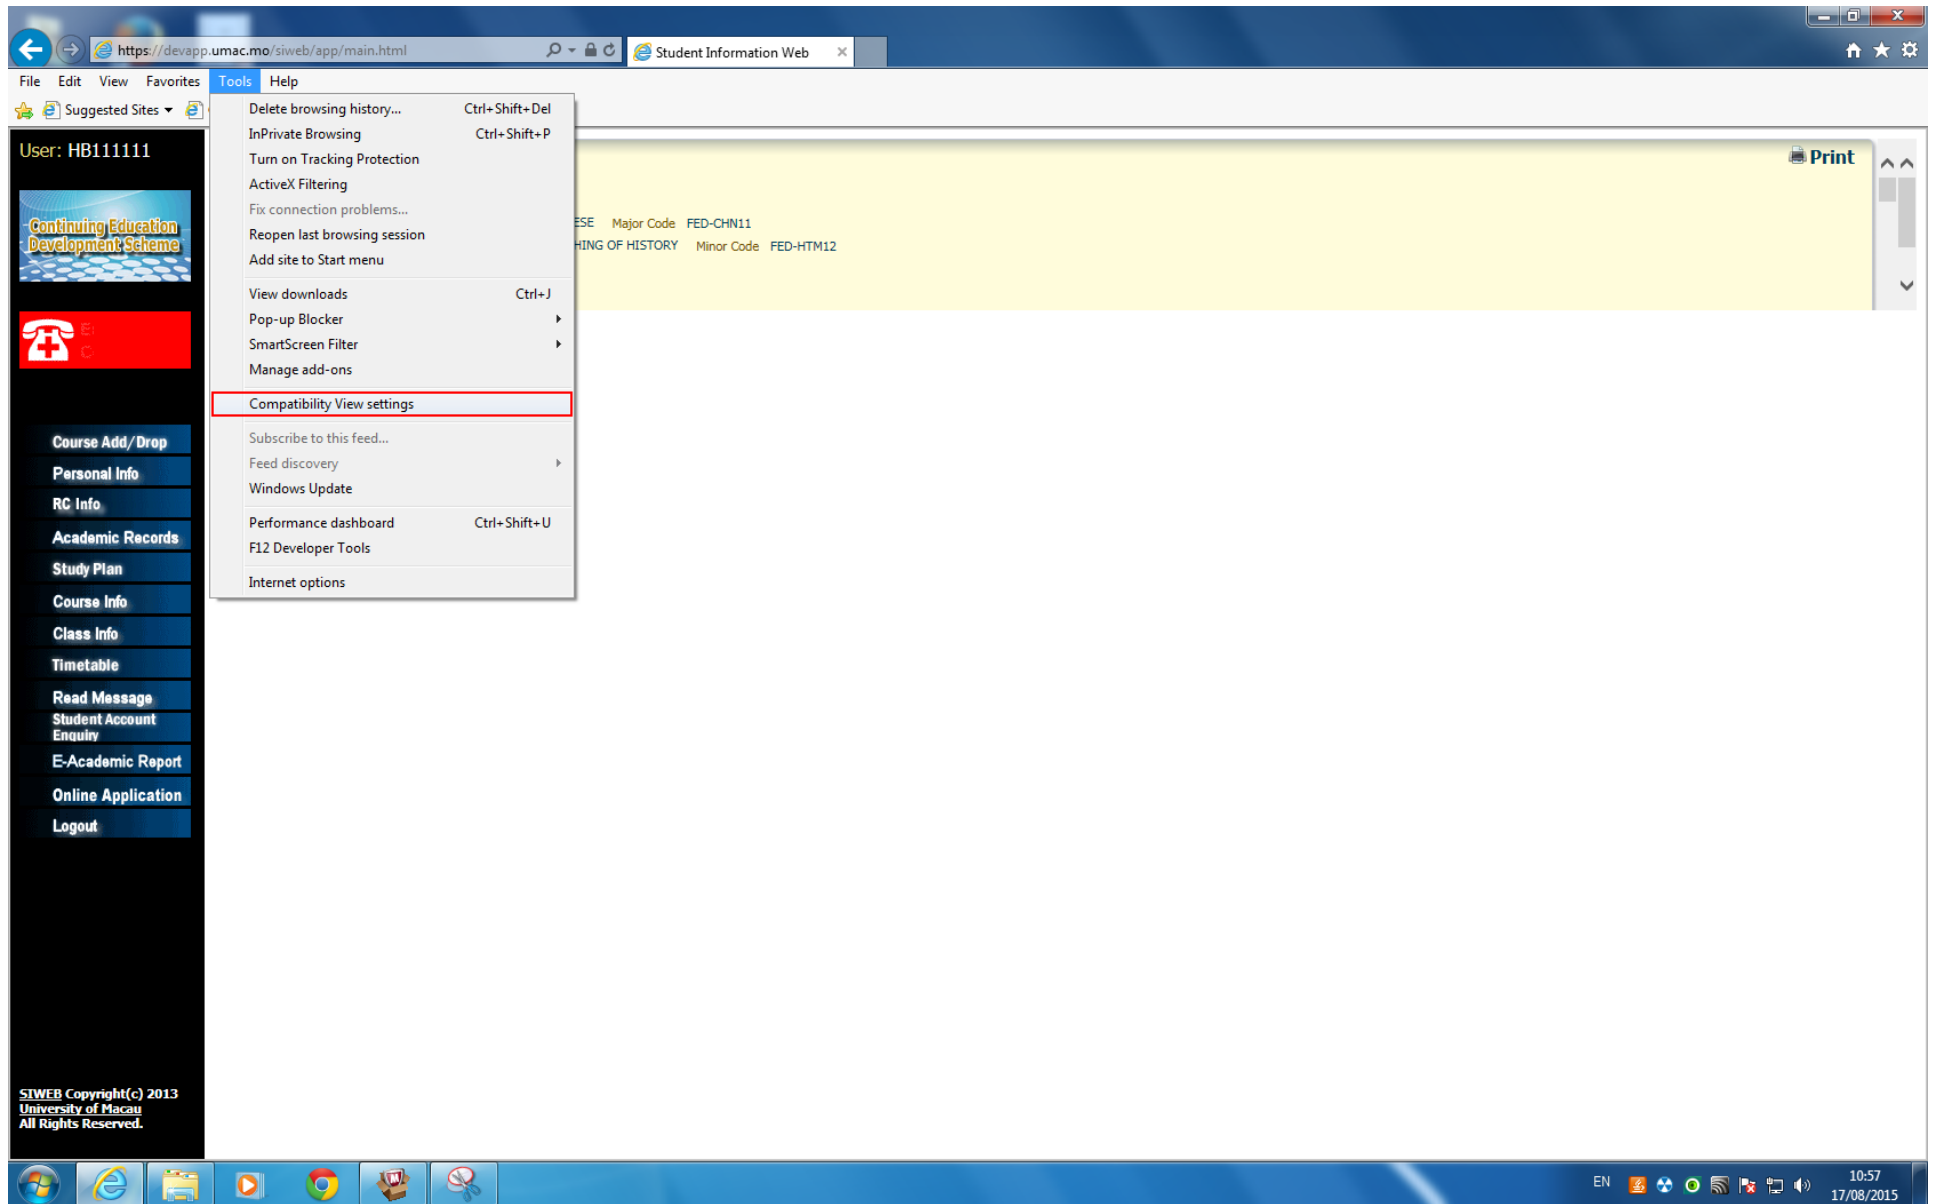 https://devapp.umac.mo/siweb/app/main.html
Student Information Web
File Edit View Favorites Tools Help
Suggested Sites
User: HB111111
Continuing Education
Development Scheme
Course Add/Drop
Personal Info
RC Info
Academic Records
Study Plan
Course Info
Class Info
Timetable
Read Message
Student Account
Enquiry
E-Academic Report
Online Application
Logout
SIWEB Copyright(c) 2013
University of Macau
All Rights Reserved.
Delete browsing history... Ctrl+Shift+Del
InPrivate Browsing Ctrl+Shift+P
Turn on Tracking Protection
ActiveX Filtering
Fix connection problems...
Reopen last browsing session
Add site to Start menu
View downloads Ctrl+J
Pop-up Blocker
SmartScreen Filter
Manage add-ons
Compatibility View settings
Subscribe to this feed...
Feed discovery
Windows Update
Performance dashboard Ctrl+Shift+U
F12 Developer Tools
Internet options
Print
ESE Major Code FED-CHN11
HING OF HISTORY Minor Code FED-HTM12
EN
10:57
17/08/2015